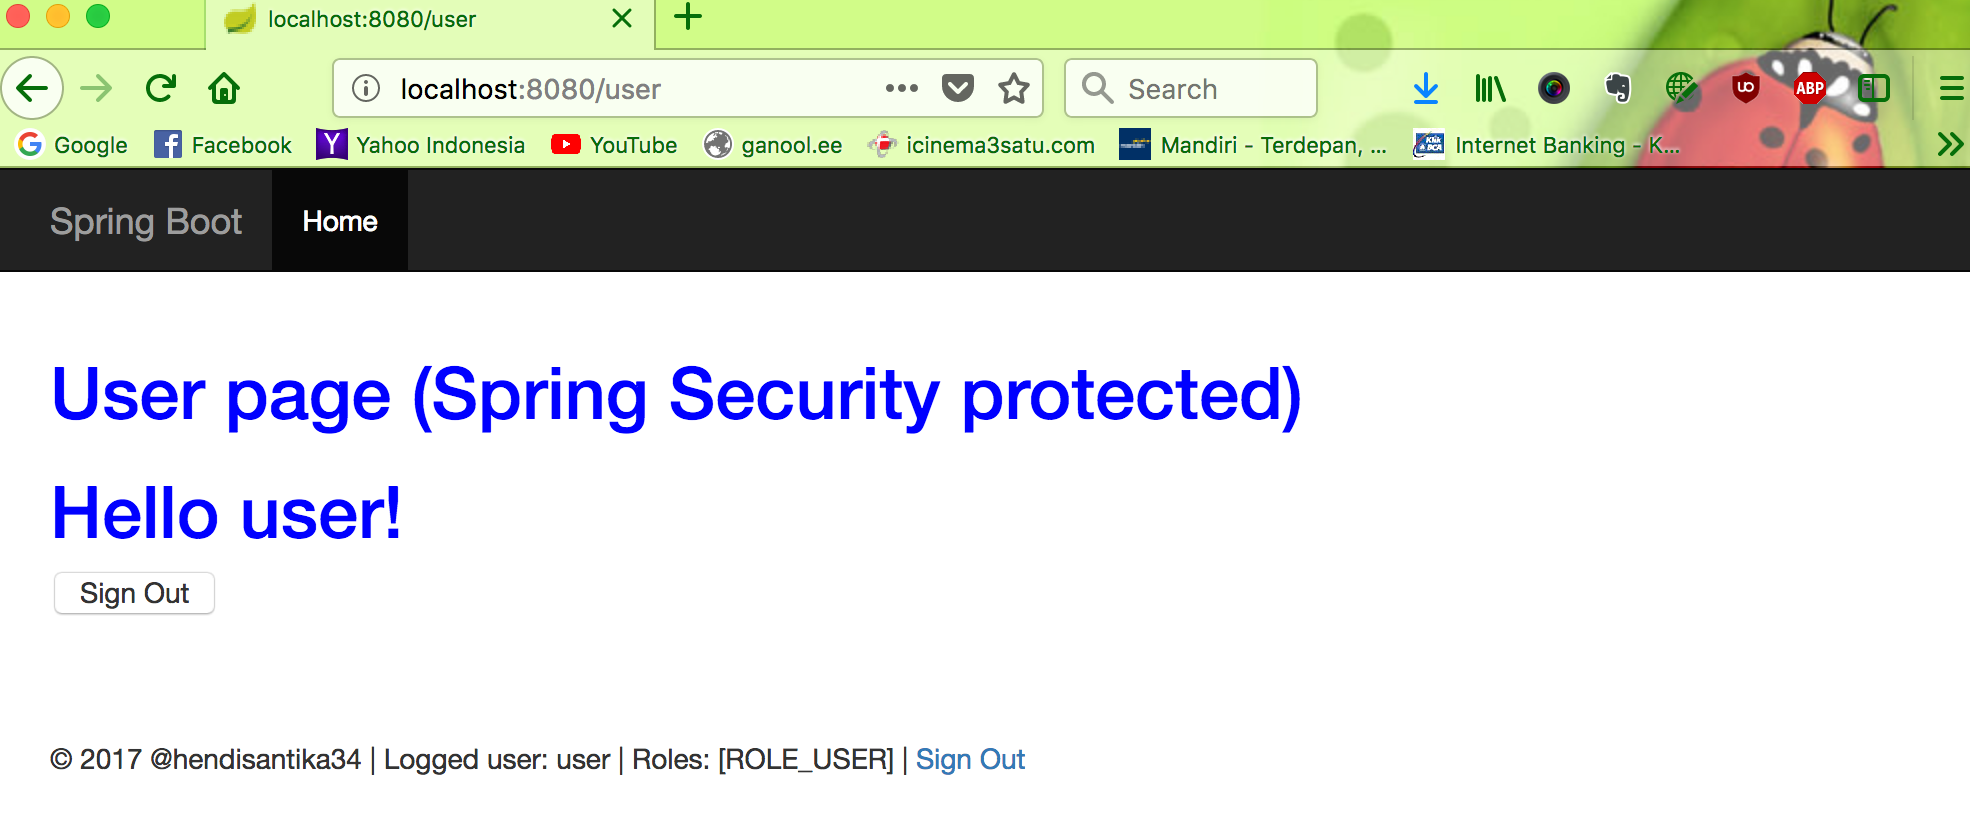 localhost:8080/user
localhost:8080/user
Search
Google Facebook Yahoo Indonesia YouTube ganool.ee icinema3satu.com Mandiri - Terdepan, ... Internet Banking - K...
Spring Boot Home
User page (Spring Security protected)
Hello user!
Sign Out
© 2017 @hendisantika34 | Logged user: user | Roles: [ROLE_USER] | Sign Out